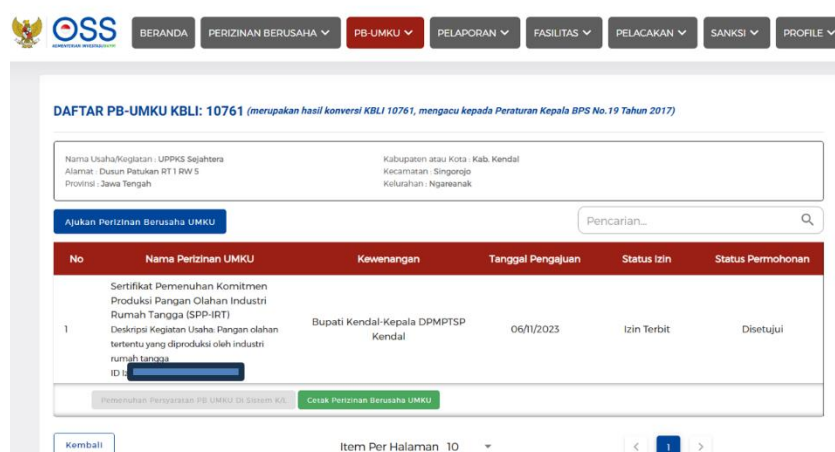 OSS
KEMENTERIAN INVESTASI/BKPM
BERANDA
PERIZINAN BERUSAHA
PB-UMKU
PELAPORAN
FASILITAS
PELACAKAN
SANKSI
PROFILE
DAFTAR PB-UMKU KBLI: 10761 (merupakan hasil konversi KBLI 10761, mengacu kepada Peraturan Kepala BPS No.19 Tahun 2017)
Nama Usaha/Kegiatan : UPPKS Sejahtera
Alamat : Dusun Patukan RT 1 RW 5
Provinsi : Jawa Tengah
Kabupaten atau Kota : Kab. Kendal
Kecamatan : Singorojo
Kelurahan : Ngareanak
Ajukan Perizinan Berusaha UMKU
Pencarian...
No
Nama Perizinan UMKU
Kewenangan
Tanggal Pengajuan
Status Izin
Status Permohonan
1
Sertifikat Pemenuhan Komitmen
Produksi Pangan Olahan Industri
Rumah Tangga (SPP-IRT)
Deskripsi Kegiatan Usaha: Pangan olahan
tertentu yang diproduksi oleh industri
rumah tangga
ID
Bupati Kendal-Kepala DPMPTSP
Kendal
06/11/2023
Izin Terbit
Disetujui
Pemenuhan Persyaratan PB UMKU Di Sistem K/L
Cetak Perizinan Berusaha UMKU
Kembali
Item Per Halaman 10
1